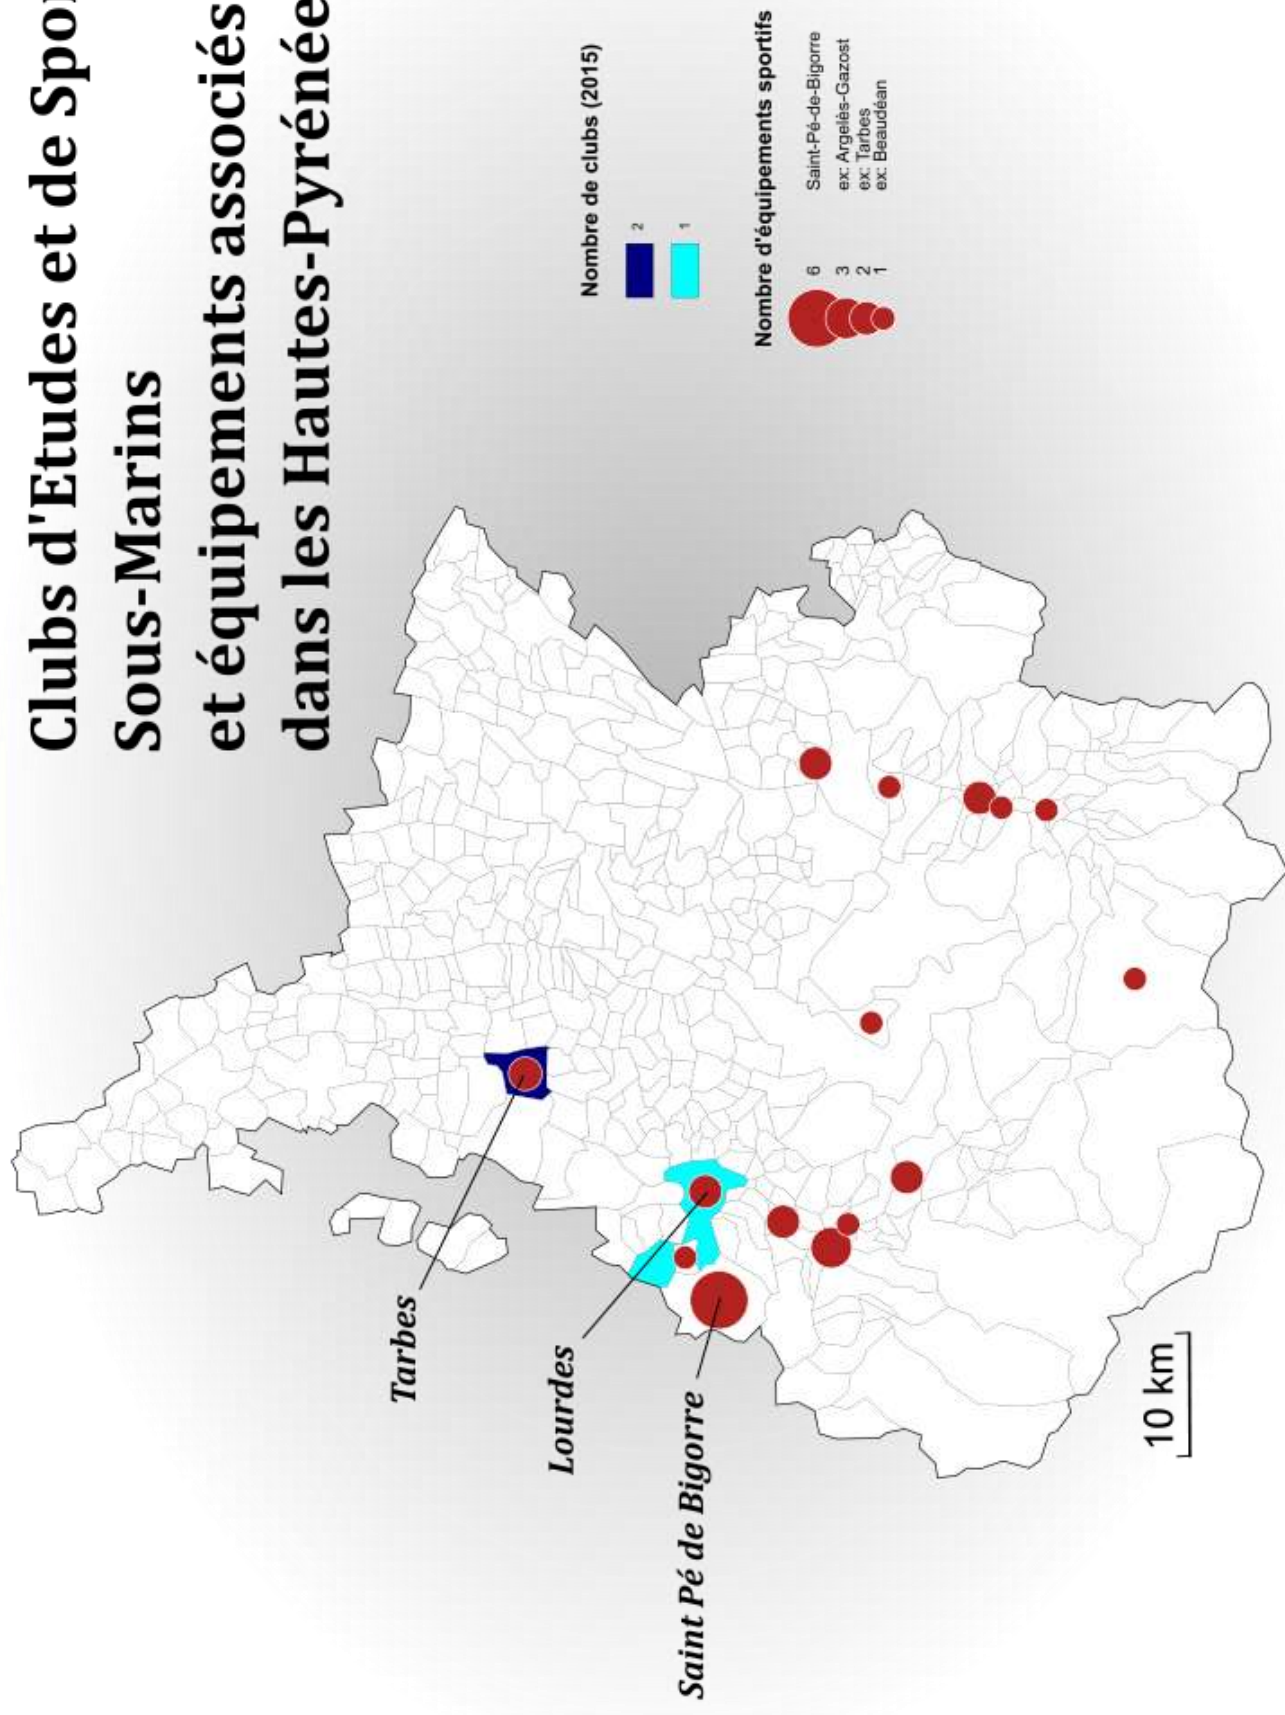 Clubs d'Etudes et de Spor
Sous-Marins
et équipements associés
dans les Hautes-Pyrénée
Nombre de clubs (2015)
2
1
Nombre d'équipements sportifs
6 Saint-Pé-de-Bigorre
3 ex: Argelès-Gazost
2 ex: Tarbes
1 ex: Beaudéan
Tarbes
Lourdes
Saint Pé de Bigorre
10 km